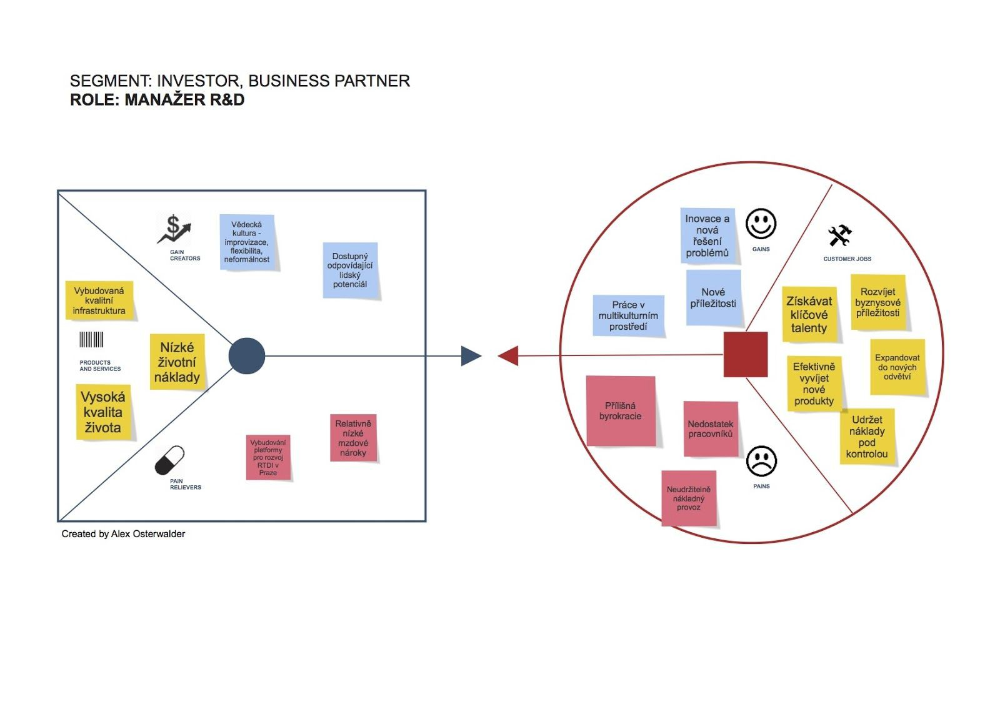 SEGMENT: INVESTOR, BUSINESS PARTNER
ROLE: MANAŽER R&D
GAIN
CREATORS
Vědecká
kultura -
improvizace,
flexibilita,
neformálnost
Dostupný
odpovídající
lidský
potenciál
Vybudovaná
kvalitní
infrastruktura
PRODUCTS
AND SERVICES
Nízké
životní
náklady
Vysoká
kvalita
života
PAIN
RELIEVERS
Vybudování
platformy
pro rozvoj
RTDI v
Praze
Relativně
nízké
mzdové
nároky
Created by Alex Osterwalder
Inovace a
nová
řešení
problémů
GAINS
Nové
příležitosti
Práce v
multikulturním
prostředí
CUSTOMER JOBS
Získávat
klíčové
talenty
Rozvíjet
byznysové
příležitosti
Efektivně
vyvíjet
nové
produkty
Expandovat
do nových
odvětví
Udržet
náklady
pod
kontrolou
Přílišná
byrokracie
Nedostatek
pracovníků
Neudržitelně
nákladný
provoz
PAINS